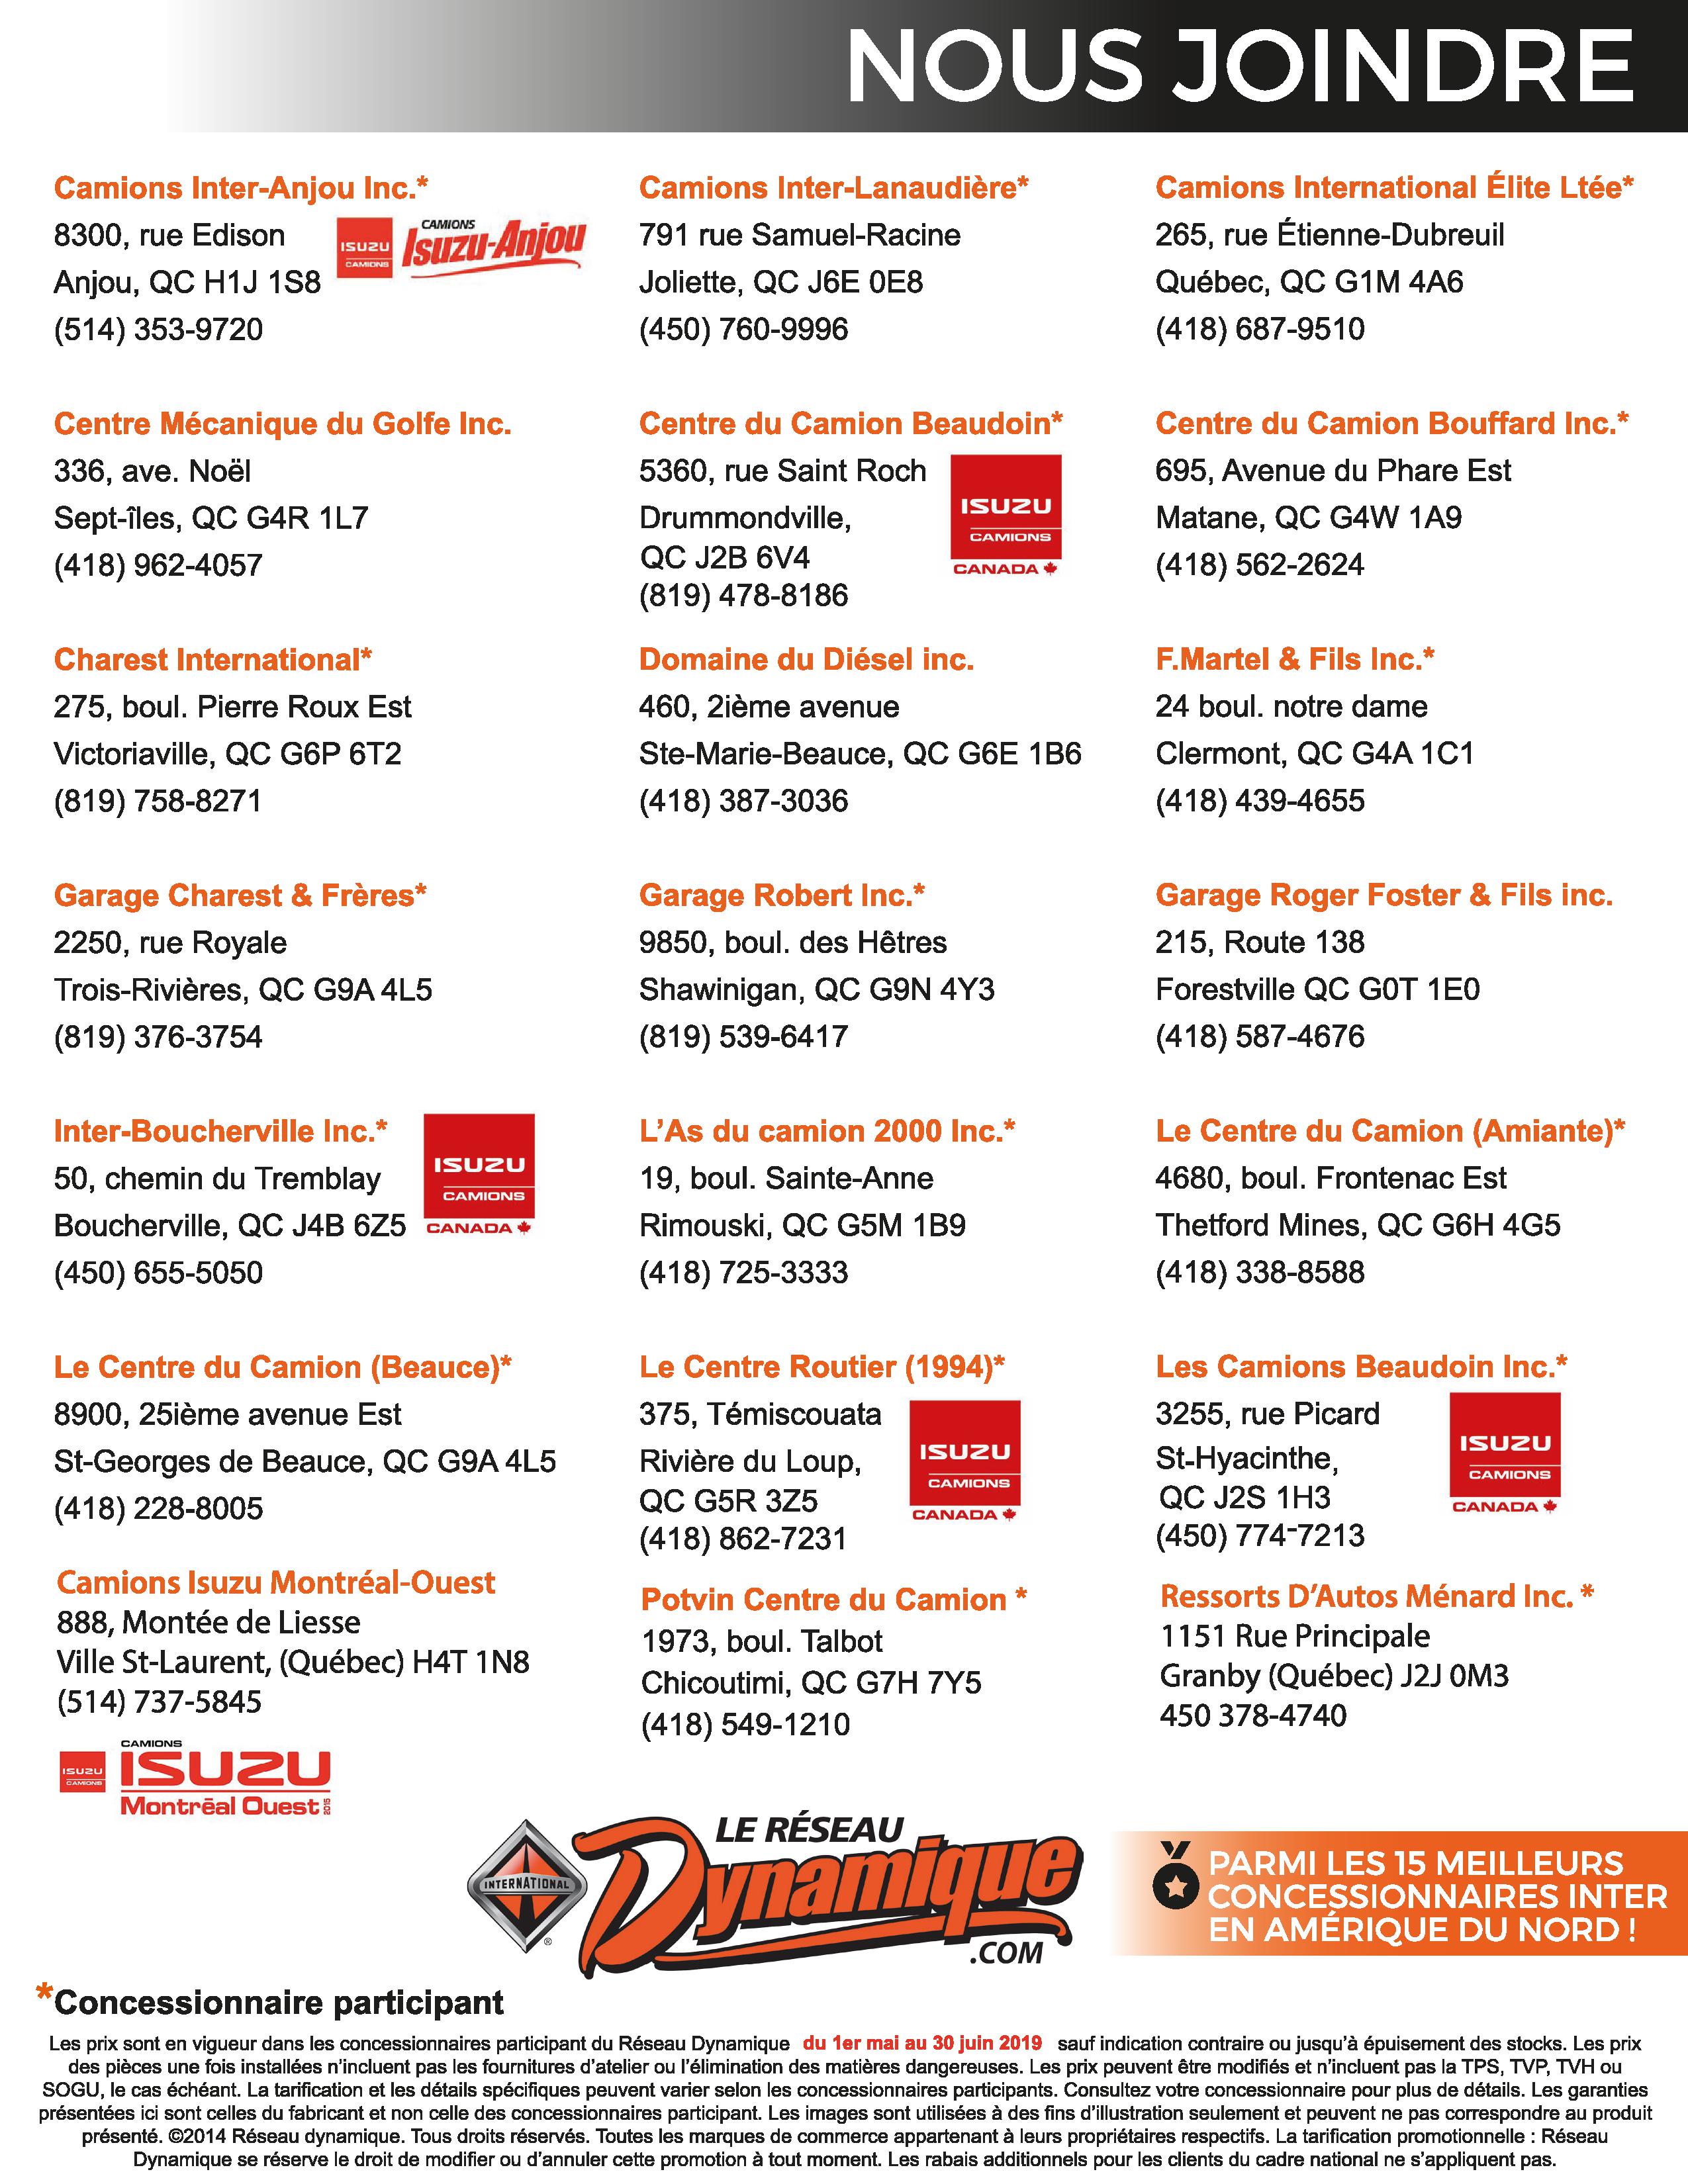 NOUS JOINDRE
Camions Inter-Anjou Inc.*
8300, rue Edison
Anjou, QC H1J 1S8
(514) 353-9720
ISUZU
CAMIONS
CAMIONS
Isuzu-Anjou
Camions Inter-Lanaudière*
791 rue Samuel-Racine
Joliette, QC J6E 0E8
(450) 760-9996
Camions International Élite Ltée*
265, rue Étienne-Dubreuil
Québec, QC G1M 4A6
(418) 687-9510
Centre Mécanique du Golfe Inc.
336, ave. Noël
Sept-îles, QC G4R 1L7
(418) 962-4057
Centre du Camion Beaudoin*
5360, rue Saint Roch
Drummondville,
QC J2B 6V4
(819) 478-8186
ISUZU
CAMIONS
CANADA
Centre du Camion Bouffard Inc.*
695, Avenue du Phare Est
Matane, QC G4W 1A9
(418) 562-2624
Charest International*
275, boul. Pierre Roux Est
Victoriaville, QC G6P 6T2
(819) 758-8271
Domaine du Diésel inc.
460, 2ième avenue
Ste-Marie-Beauce, QC G6E 1B6
(418) 387-3036
F.Martel & Fils Inc.*
24 boul. notre dame
Clermont, QC G4A 1C1
(418) 439-4655
Garage Charest & Frères*
2250, rue Royale
Trois-Rivières, QC G9A 4L5
(819) 376-3754
Garage Robert Inc.*
9850, boul. des Hêtres
Shawinigan, QC G9N 4Y3
(819) 539-6417
Garage Roger Foster & Fils inc.
215, Route 138
Forestville QC G0T 1E0
(418) 587-4676
Inter-Boucherville Inc.*
50, chemin du Tremblay
Boucherville, QC J4B 6Z5
(450) 655-5050
ISUZU
CAMIONS
CANADA
L'As du camion 2000 Inc.*
19, boul. Sainte-Anne
Rimouski, QC G5M 1B9
(418) 725-3333
Le Centre du Camion (Amiante)*
4680, boul. Frontenac Est
Thetford Mines, QC G6H 4G5
(418) 338-8588
Le Centre du Camion (Beauce)*
8900, 25ième avenue Est
St-Georges de Beauce, QC G9A 4L5
(418) 228-8005
Le Centre Routier (1994)*
375, Témiscouata
Rivière du Loup,
QC G5R 3Z5
(418) 862-7231
ISUZU
CAMIONS
CANADA
Les Camions Beaudoin Inc.*
3255, rue Picard
St-Hyacinthe,
QC J2S 1H3
(450) 774-7213
ISUZU
CAMIONS
CANADA
Camions Isuzu Montréal-Ouest
888, Montée de Liesse
Ville St-Laurent, (Québec) H4T 1N8
(514) 737-5845
ISUZU
CAMIONS
CAMIONS
ISUZU
Montréal Ouest 2015
Potvin Centre du Camion *
1973, boul. Talbot
Chicoutimi, QC G7H 7Y5
(418) 549-1210
Ressorts D'Autos Ménard Inc. *
1151 Rue Principale
Granby (Québec) J2J 0M3
450 378-4740
INTERNATIONAL
®
LE RÉSEAU
Dynamique
.COM
PARMI LES 15 MEILLEURS
CONCESSIONNAIRES INTER
EN AMÉRIQUE DU NORD !
*Concessionnaire participant
Les prix sont en vigueur dans les concessionnaires participant du Réseau Dynamique du 1er mai au 30 juin 2019 sauf indication contraire ou jusqu'à épuisement des stocks. Les prix
des pièces une fois installées n'incluent pas les fournitures d'atelier ou l'élimination des matières dangereuses. Les prix peuvent être modifiés et n'incluent pas la TPS, TVP, TVH ou
SOGU, le cas échéant. La tarification et les détails spécifiques peuvent varier selon les concessionnaires participants. Consultez votre concessionnaire pour plus de détails. Les garanties
présentées ici sont celles du fabricant et non celle des concessionnaires participant. Les images sont utilisées à des fins d'illustration seulement et peuvent ne pas correspondre au produit
présenté. ©2014 Réseau dynamique. Tous droits réservés. Toutes les marques de commerce appartenant à leurs propriétaires respectifs. La tarification promotionnelle : Réseau
Dynamique se réserve le droit de modifier ou d'annuler cette promotion à tout moment. Les rabais additionnels pour les clients du cadre national ne s'appliquent pas.